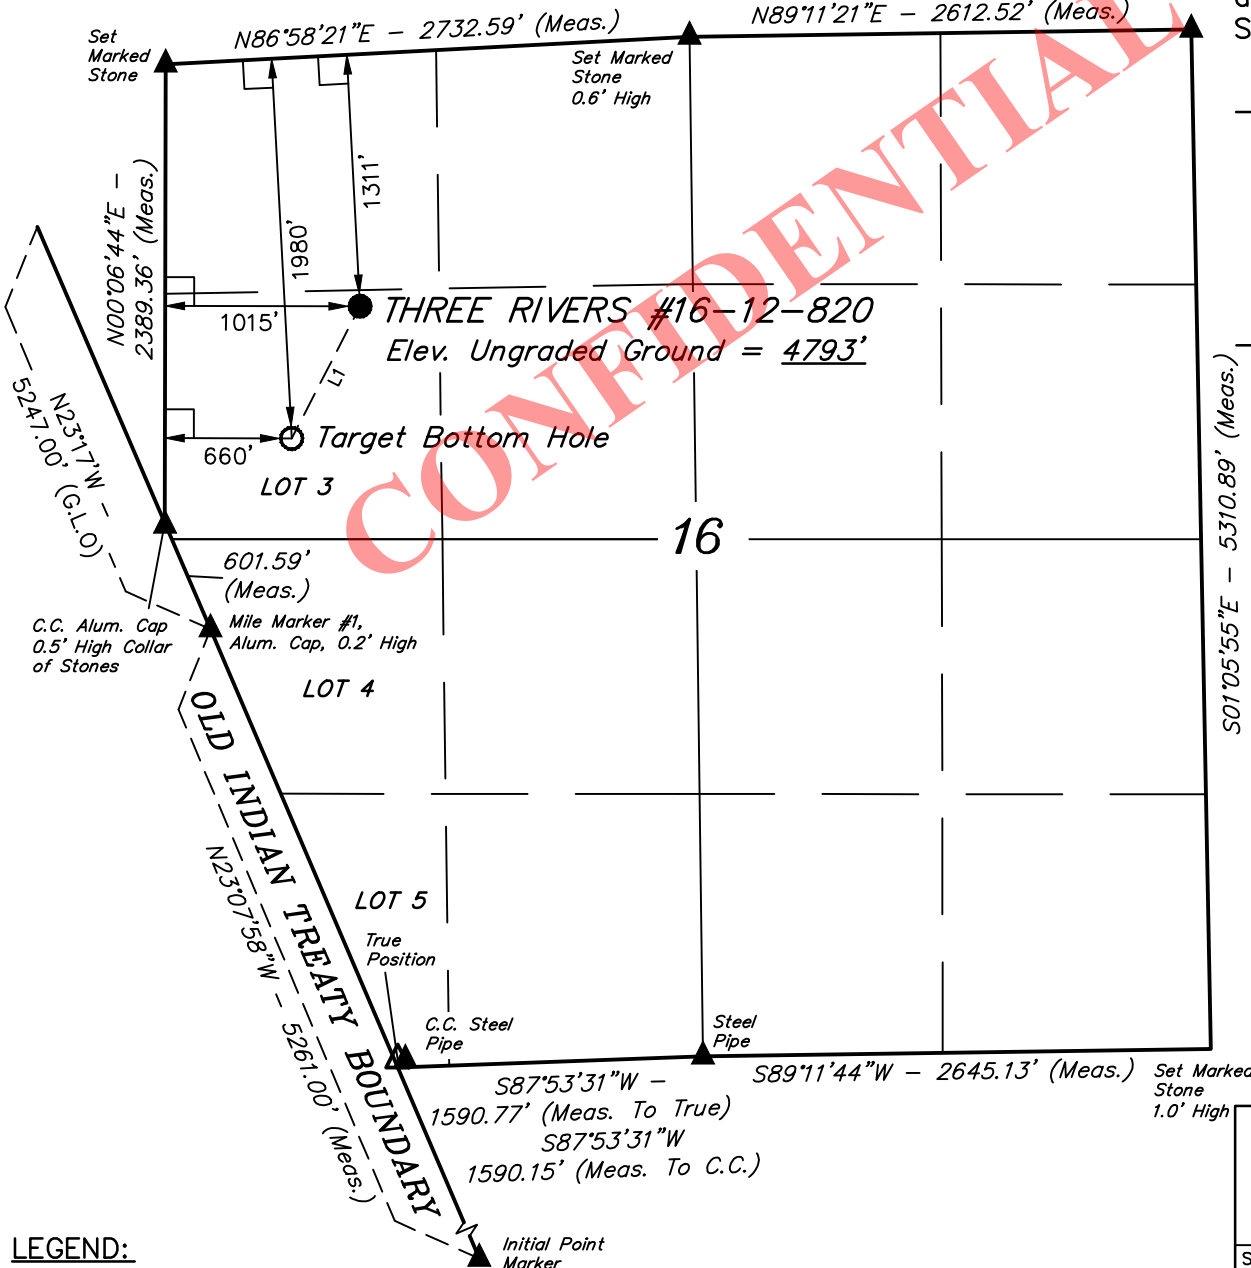 N86°58'21"E - 2732.59' (Meas.)
N89°11'21"E - 2612.52' (Meas.)
S
Set
Marked
Stone
Set Marked
Stone
0.6' High
N00°06'44"E -
2389.36' (Meas.)
1311'
1980'
1015'
THREE RIVERS #16-12-820
Elev. Ungraded Ground = 4793'
L1
Target Bottom Hole
660'
LOT 3
N23°17'W -
5247.00' (G.L.O)
CONFIDENTIAL
16
S01°05'55"E - 5310.89' (Meas.)
601.59'
(Meas.)
C.C. Alum. Cap
0.5' High Collar
of Stones
Mile Marker #1,
Alum. Cap, 0.2' High
LOT 4
OLD INDIAN TREATY BOUNDARY
N23°07'58"W - 5261.00' (Meas.)
LOT 5
True
Position
C.C. Steel
Pipe
Steel
Pipe
S87°53'31"W -
1590.77' (Meas. To True)
S87°53'31"W
1590.15' (Meas. To C.C.)
S89°11'44"W - 2645.13' (Meas.)
Set Marked
Stone
1.0' High
Initial Point
Marker
LEGEND:
S